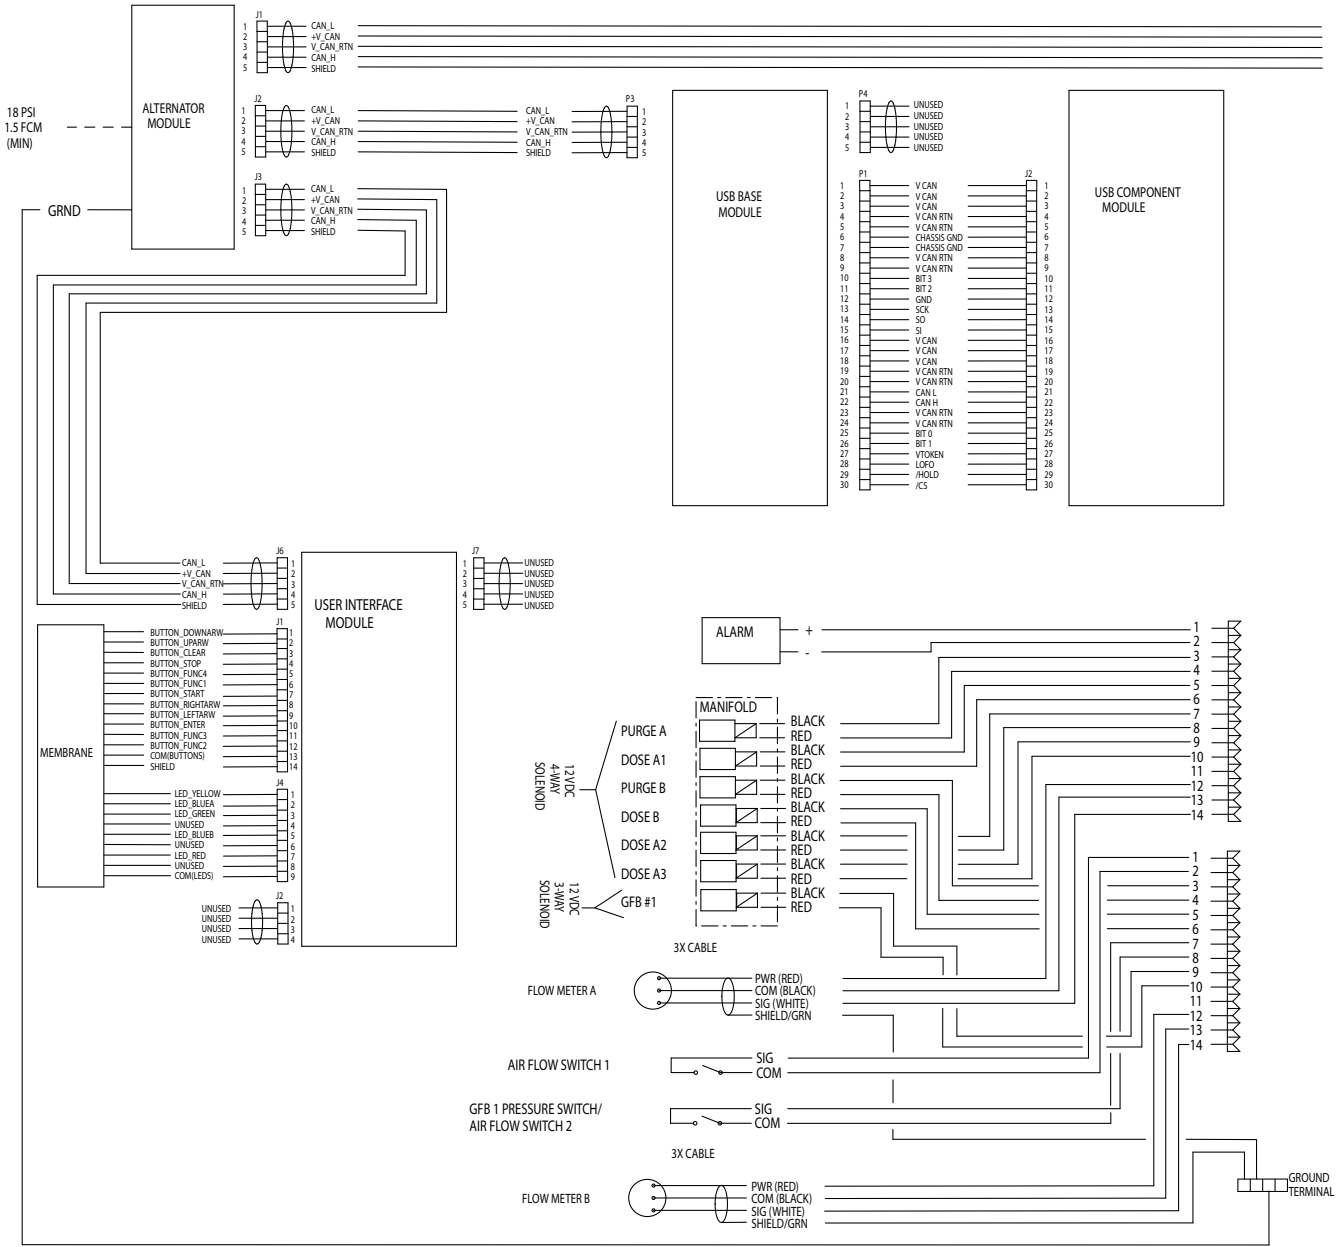 18 PSI
1.5 FCM
(MIN)
GRND
ALTERNATOR
MODULE
J1
1 CAN_L
2 +V_CAN
3 V_CAN_RTN
4 CAN_H
5 SHIELD
J2
1 CAN_L
2 +V_CAN
3 V_CAN_RTN
4 CAN_H
5 SHIELD
P3
CAN_L 1
+V_CAN 2
V_CAN_RTN 3
CAN_H 4
SHIELD 5
J3
1 CAN_L
2 +V_CAN
3 V_CAN_RTN
4 CAN_H
5 SHIELD
USB BASE
MODULE
P4
1 UNUSED
2 UNUSED
3 UNUSED
4 UNUSED
5 UNUSED
P1 J2
1 V CAN 1
2 V CAN 2
3 V CAN 3
4 V CAN RTN 4
5 V CAN RTN 5
6 CHASSIS GND 6
7 CHASSIS GND 7
8 V CAN RTN 8
9 V CAN RTN 9
10 BIT 3 10
11 BIT 2 11
12 GND 12
13 SCK 13
14 SO 14
15 SI 15
16 V CAN 16
17 V CAN 17
18 V CAN 18
19 V CAN RTN 19
20 V CAN RTN 20
21 CAN L 21
22 CAN H 22
23 V CAN RTN 23
24 V CAN RTN 24
25 BIT 0 25
26 BIT 1 26
27 VTOKEN 27
28 LOFO 28
29 /HOLD 29
30 /CS 30
USB COMPONENT
MODULE
J6
CAN_L 1
+V_CAN 2
V_CAN_RTN 3
CAN_H 4
SHIELD 5
USER INTERFACE
MODULE
J7
1 UNUSED
2 UNUSED
3 UNUSED
4 UNUSED
5 UNUSED
MEMBRANE
J1
BUTTON_DOWNARW 1
BUTTON_UPARW 2
BUTTON_CLEAR 3
BUTTON_STOP 4
BUTTON_FUNC4 5
BUTTON_FUNC1 6
BUTTON_START 7
BUTTON_RIGHTARW 8
BUTTON_LEFTARW 9
BUTTON_ENTER 10
BUTTON_FUNC3 11
BUTTON_FUNC2 12
COM(BUTTONS) 13
SHIELD 14
J4
LED_YELLOW 1
LED_BLUEA 2
LED_GREEN 3
UNUSED 4
LED_BLUEB 5
UNUSED 6
LED_RED 7
UNUSED 8
COM(LEDS) 9
J2
UNUSED 1
UNUSED 2
UNUSED 3
UNUSED 4
ALARM
+
-
MANIFOLD
12 VDC
4-WAY
SOLENOID
PURGE A
BLACK
RED
DOSE A1
BLACK
RED
PURGE B
BLACK
RED
DOSE B
BLACK
RED
DOSE A2
BLACK
RED
DOSE A3
BLACK
RED
12 VDC
3-WAY
SOLENOID
GFB #1
BLACK
RED
1
2
3
4
5
6
7
8
9
10
11
12
13
14
1
2
3
4
5
6
7
8
9
10
11
12
13
14
3X CABLE
FLOW METER A
PWR (RED)
COM (BLACK)
SIG (WHITE)
SHIELD/GRN
AIR FLOW SWITCH 1
SIG
COM
GFB 1 PRESSURE SWITCH/
AIR FLOW SWITCH 2
SIG
COM
3X CABLE
FLOW METER B
PWR (RED)
COM (BLACK)
SIG (WHITE)
SHIELD/GRN
GROUND
TERMINAL